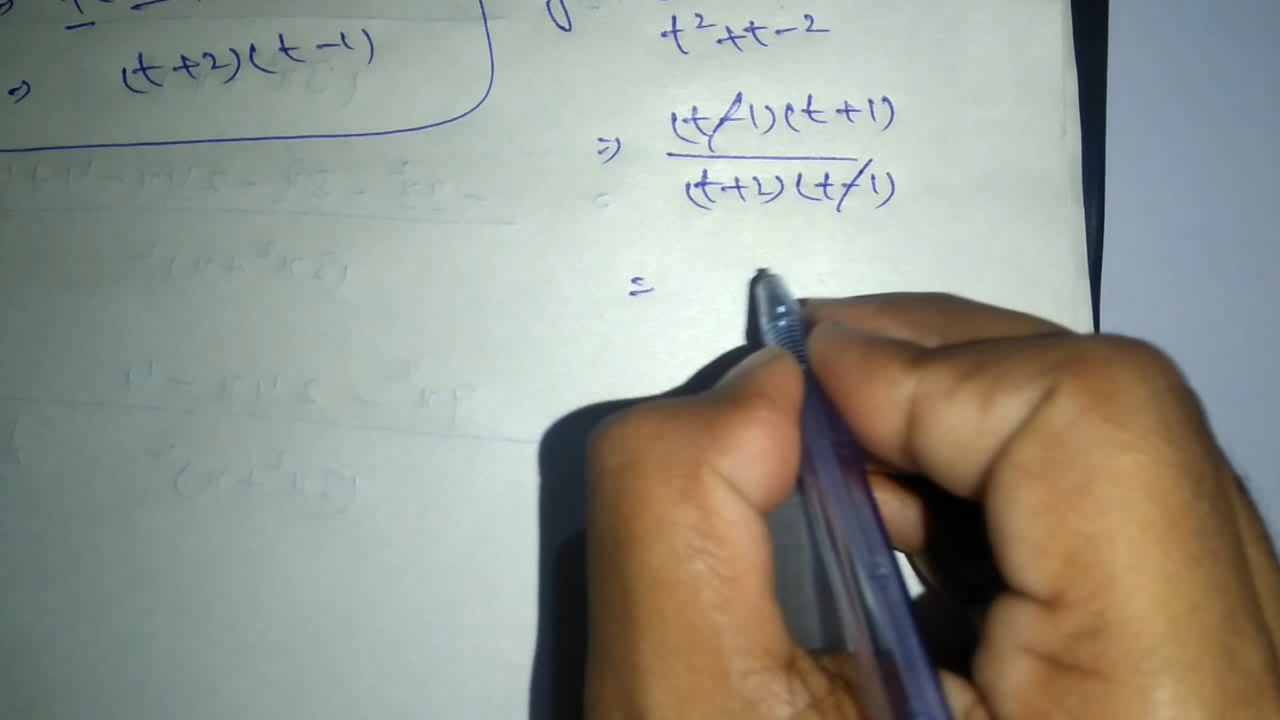 => (t+2)(t-1)
t²+t-2
=> (t-1)(t+1)
(t+2)(t-1)
=